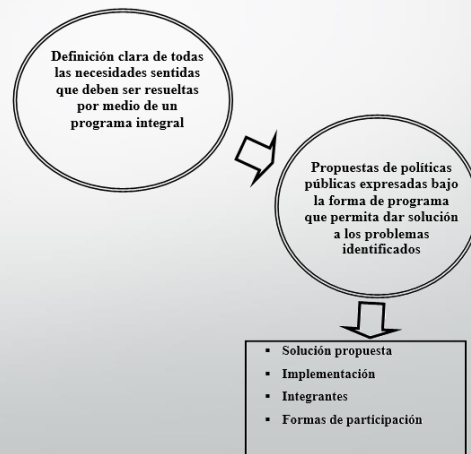 Definición clara de todas
las necesidades sentidas
que deben ser resueltas
por medio de un
programa integral
Propuestas de políticas
públicas expresadas bajo
la forma de programa
que permita dar solución
a los problemas
identificados
▪ Solución propuesta
▪ Implementación
▪ Integrantes
▪ Formas de participación